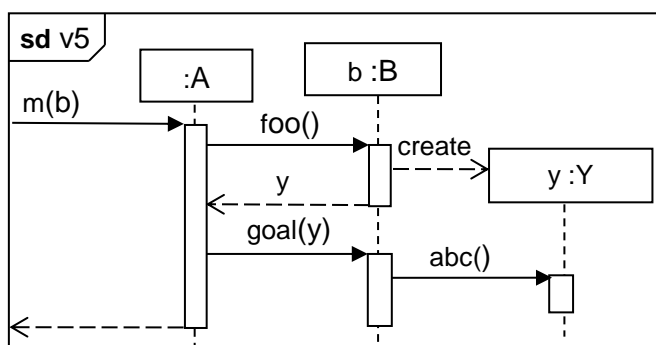 sd v5
:A
b :B
m(b)
foo()
create
y
y :Y
goal(y)
abc()